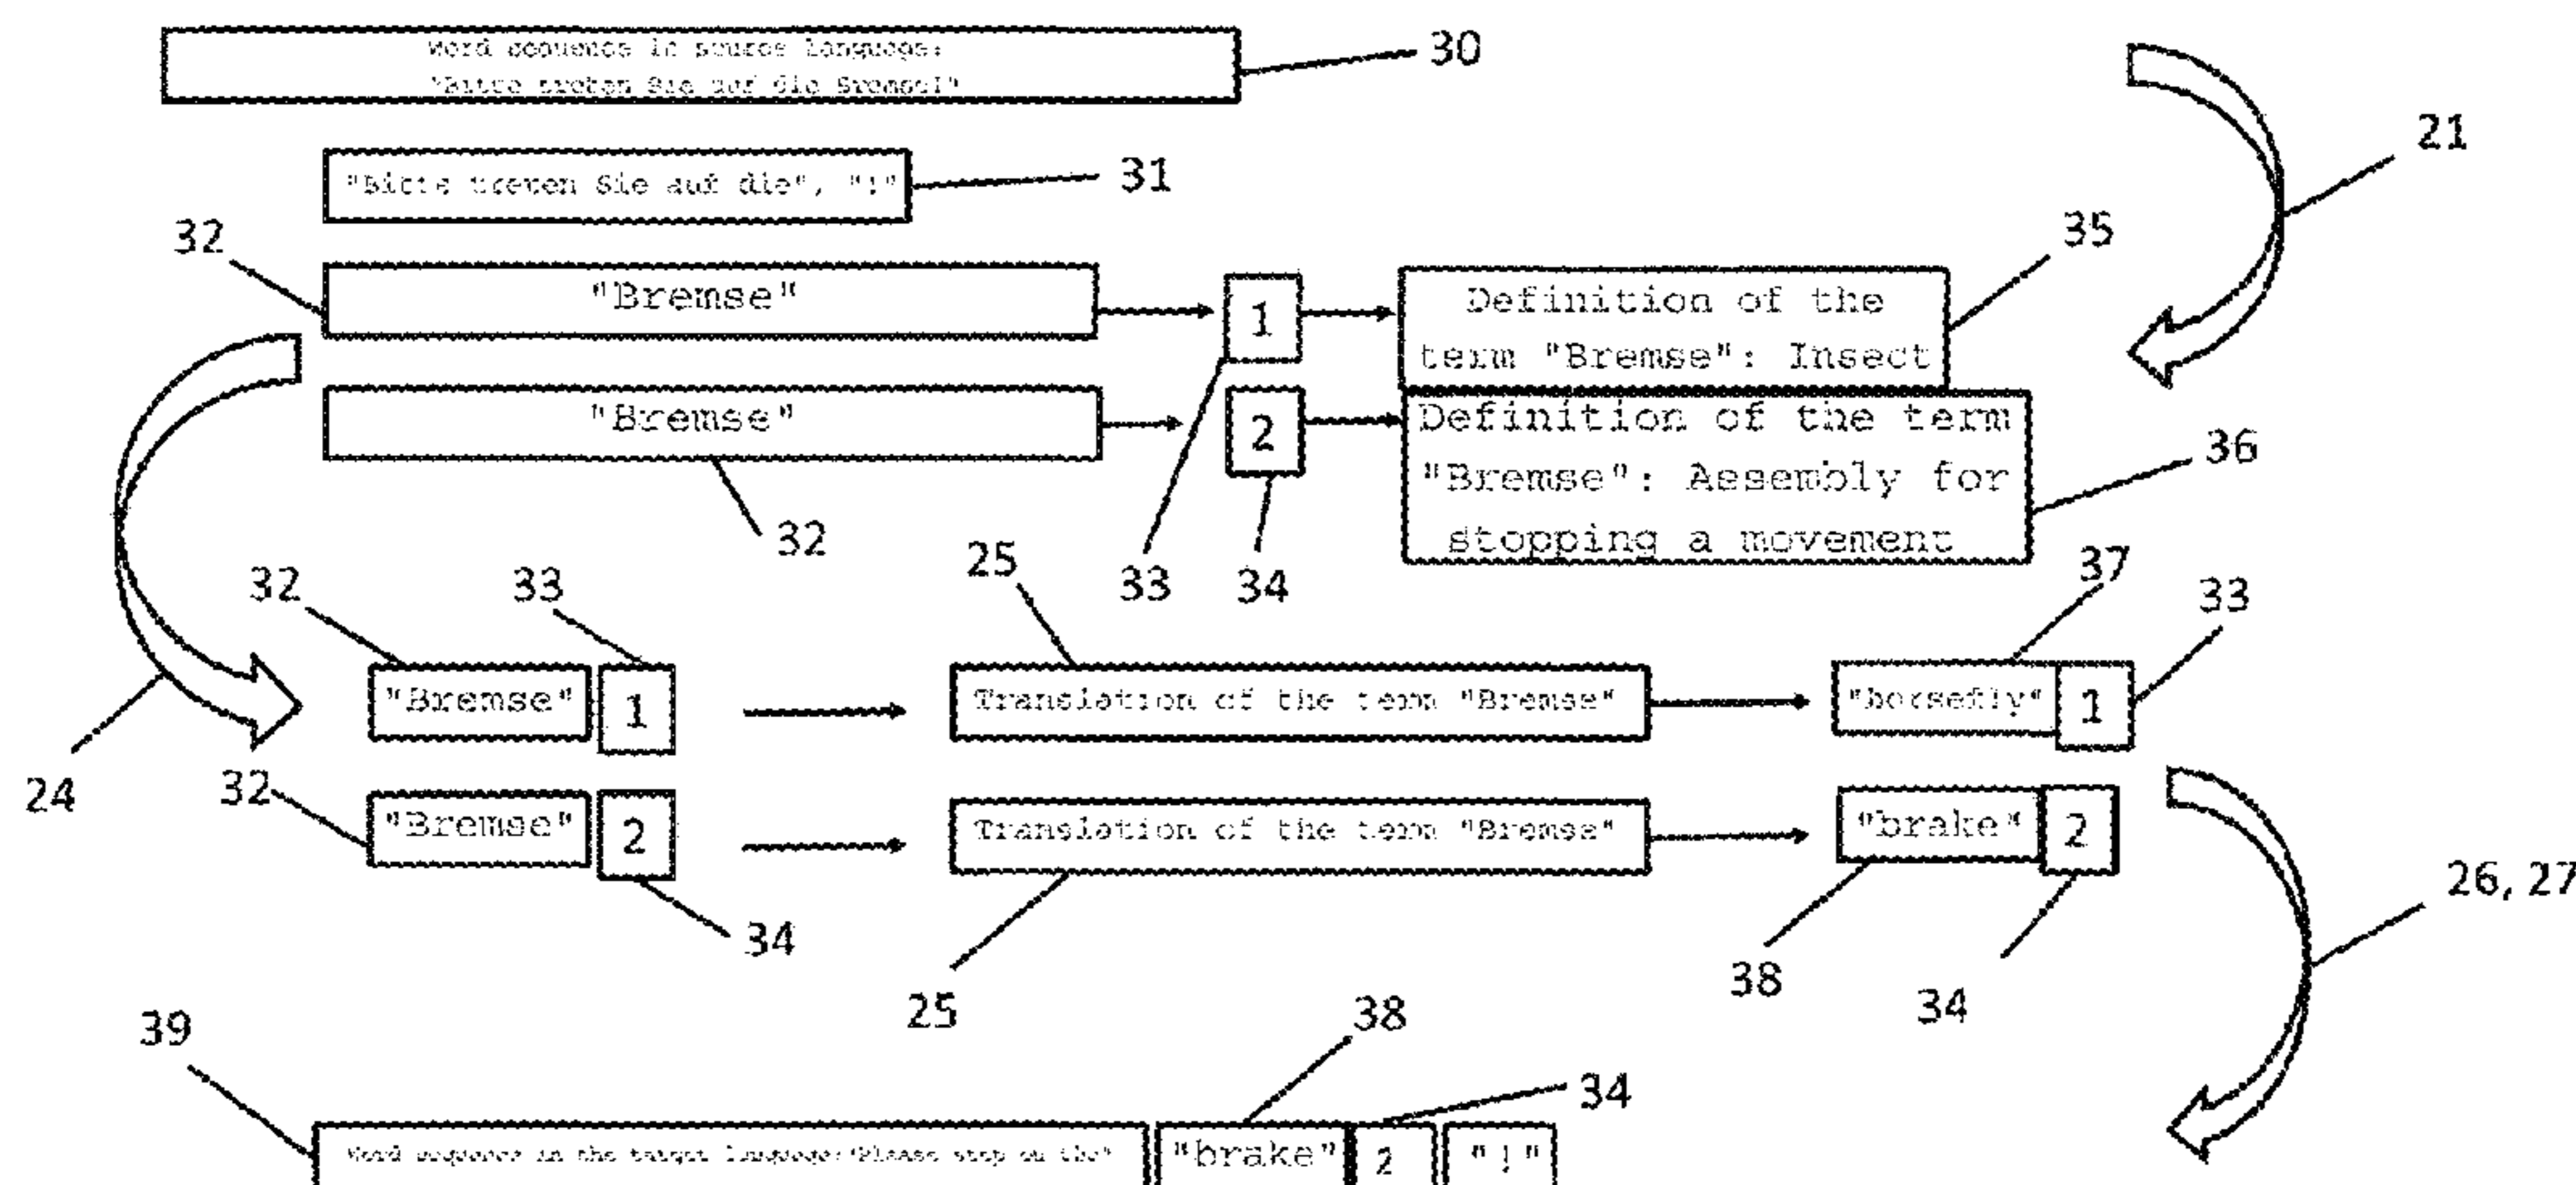 Word sequence in source language:
"Bitte treten Sie auf die Bremse!"
30
21
"Bitte treten Sie auf die", "!"
31
32
"Bremse"
1
Definition of the
term "Bremse": Insect
35
"Bremse"
2
Definition of the term
"Bremse": Assembly for
stopping a movement
36
32
33
34
25
37
32
33
33
"Bremse"
1
Translation of the term "Bremse"
"horsefly"
1
24
32
"Bremse"
2
Translation of the term "Bremse"
"brake"
2
26, 27
34
25
38
34
39
38
34
Word sequence in the target language: "Please step on the"
"brake"
2
"!"